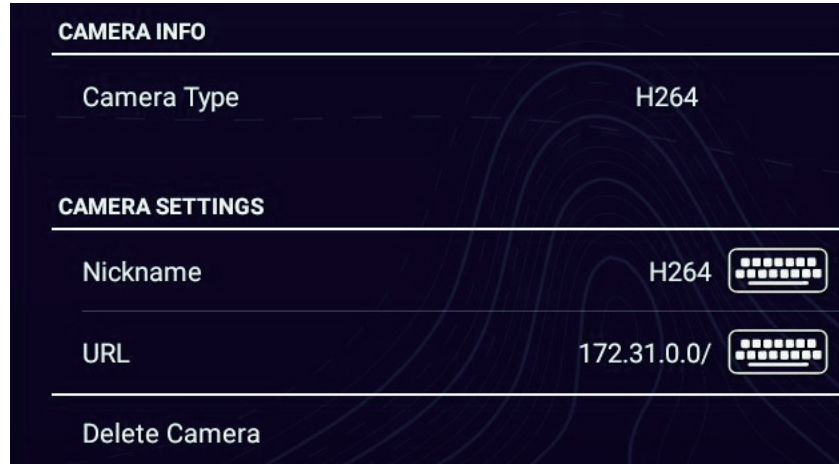 CAMERA INFO
Camera Type H264
CAMERA SETTINGS
Nickname H264
URL 172.31.0.0/
Delete Camera